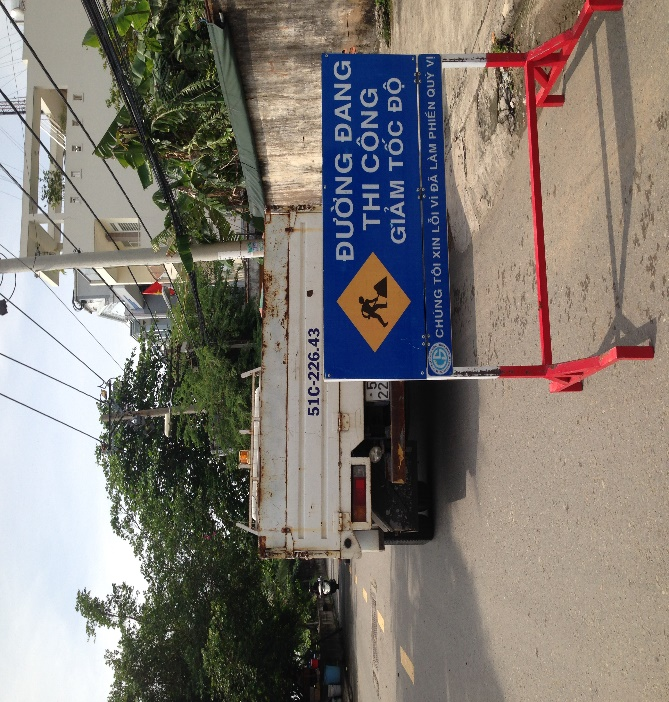 ĐƯỜNG ĐANG
THI CÔNG
GIẢM TỐC ĐỘ
CHÚNG TÔI XIN LỖI VÌ ĐÃ LÀM PHIỀN QUÝ VỊ
51C-226.43